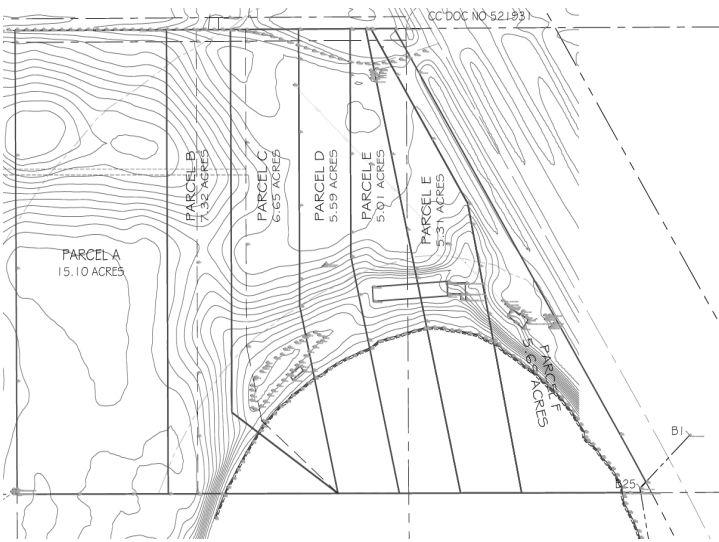 CC DOC NO 521931
PARCEL A
15.10 ACRES
PARCEL B
7.32 ACRES
PARCEL C
6.65 ACRES
PARCEL D
5.59 ACRES
PARCEL E
5.01 ACRES
PARCEL E
5.31 ACRES
PARCEL F
5.65 ACRES
B1
B25